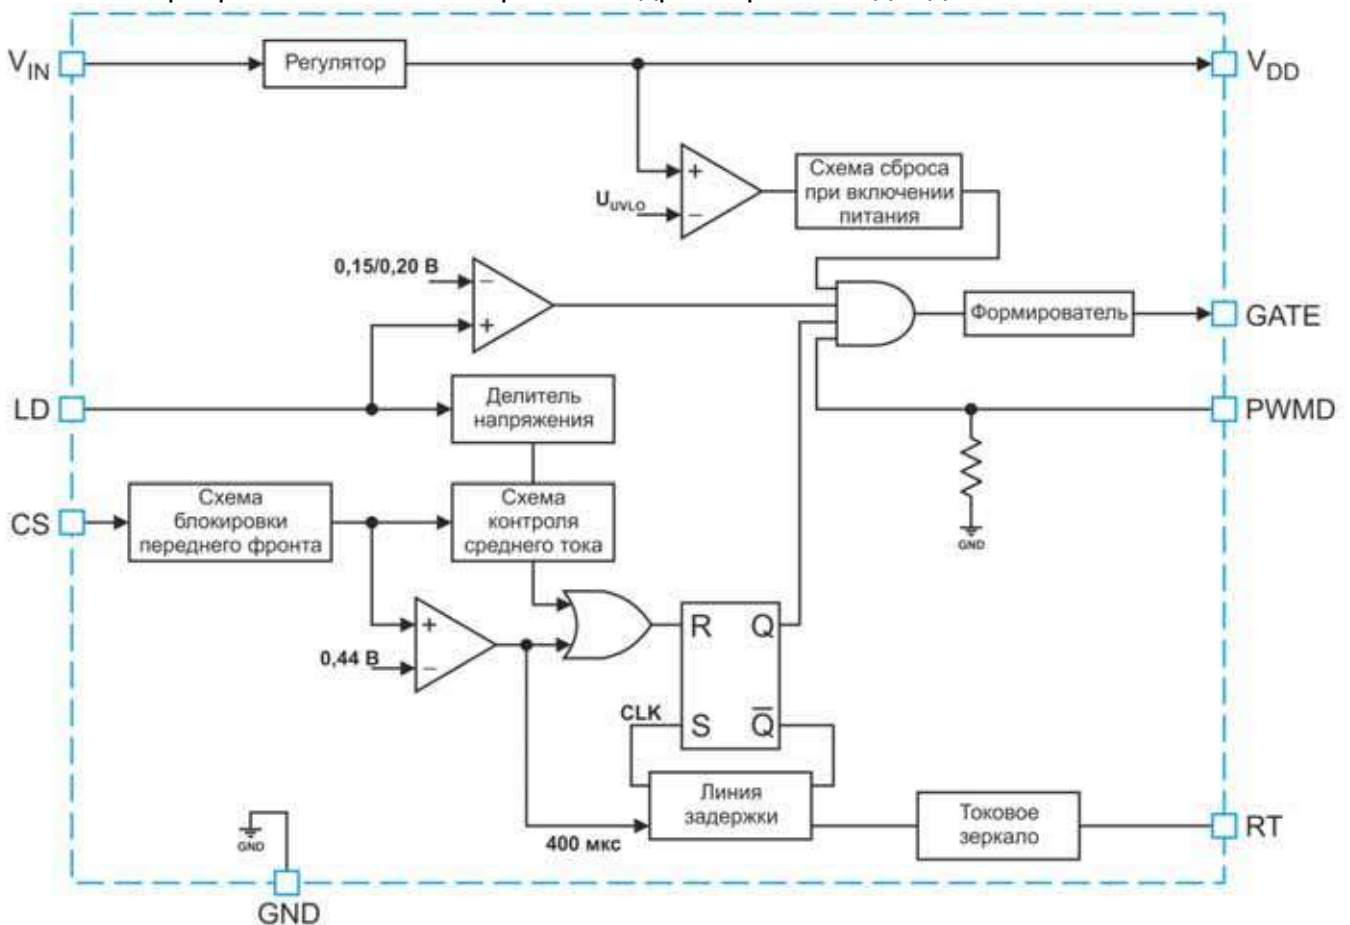 V_IN
Регулятор
V_DD
+
U_UVLO
−
Схема сброса
при включении
питания
0,15/0,20 В
−
+
Формирователь
GATE
LD
Делитель
напряжения
PWMD
CS
Схема
блокировки
переднего фронта
Схема
контроля
среднего тока
GND
+
0,44 В
−
R Q
CLK
S Q̅
Линия
задержки
400 мкс
Токовое
зеркало
RT
GND
GND